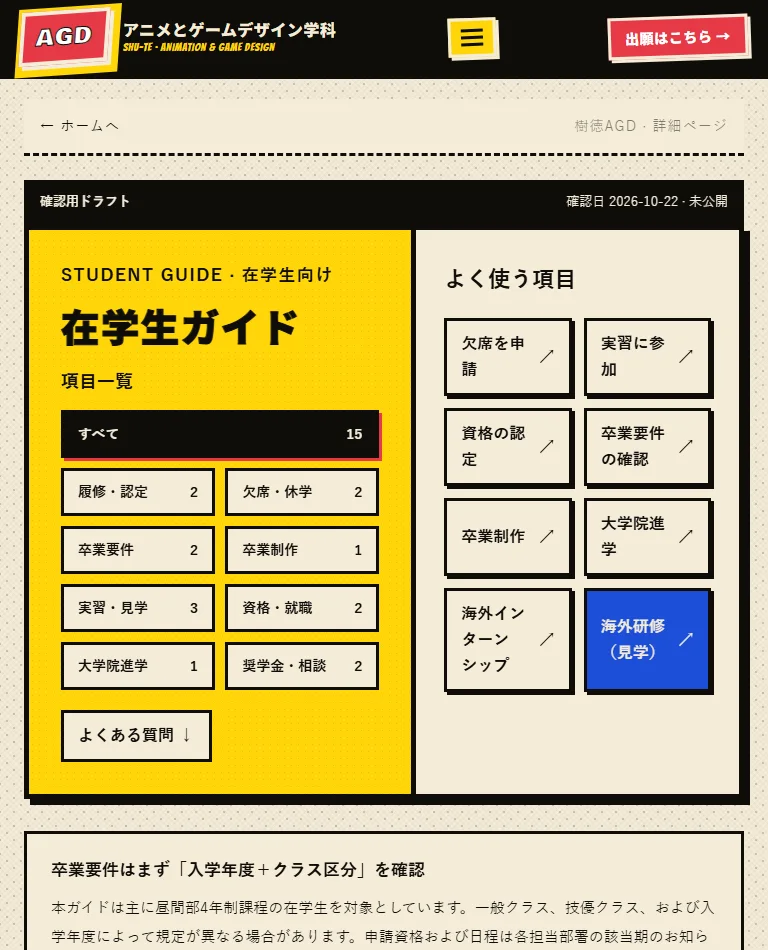 AGD
アニメとゲームデザイン学科
SHU-TE · ANIMATION & GAME DESIGN
出願はこちら →
← ホームへ
樹德AGD · 詳細ページ
確認用ドラフト
確認日 2026-10-22 · 未公開
STUDENT GUIDE · 在学生向け
在学生ガイド
項目一覧
すべて 15
履修・認定 2
欠席・休学 2
卒業要件 2
卒業制作 1
実習・見学 3
資格・就職 2
大学院進学 1
奨学金・相談 2
よくある質問 ↓
よく使う項目
欠席を申
請 ↗
実習に参
加 ↗
資格の認
定 ↗
卒業要件
の確認 ↗
卒業制作 ↗
大学院進
学 ↗
海外イン
ターン
シップ ↗
海外研修
（見学） ↗
卒業要件はまず「入学年度＋クラス区分」を確認
本ガイドは主に昼間部4年制課程の在学生を対象としています。一般クラス、技優クラス、および入
学年度によって規定が異なる場合があります。申請資格および日程は各担当部署の該当期のお知ら